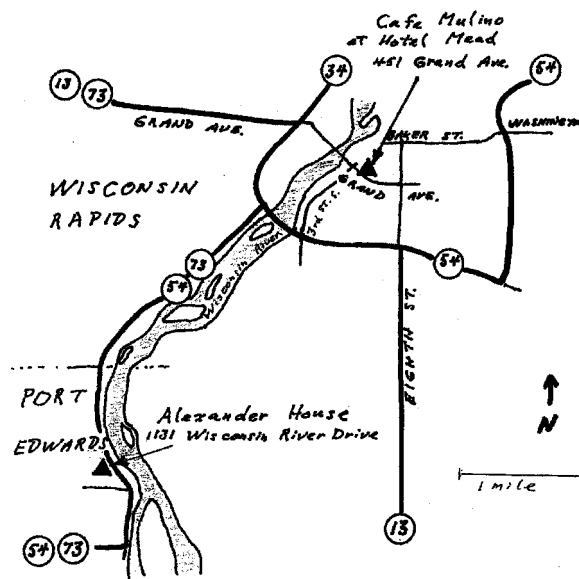 Cafe Mulino
at Hotel Mead
451 Grand Ave.
13
73
34
54
GRAND AVE.
BAKER ST.
WASHINGTON
WISCONSIN
RAPIDS
GRAND AVE.
3rd ST. S.
Wisconsin River
73
54
54
EIGHTH ST.
PORT
EDWARDS
Alexander House
1131 Wisconsin River Drive
N
1 mile
13
54 73